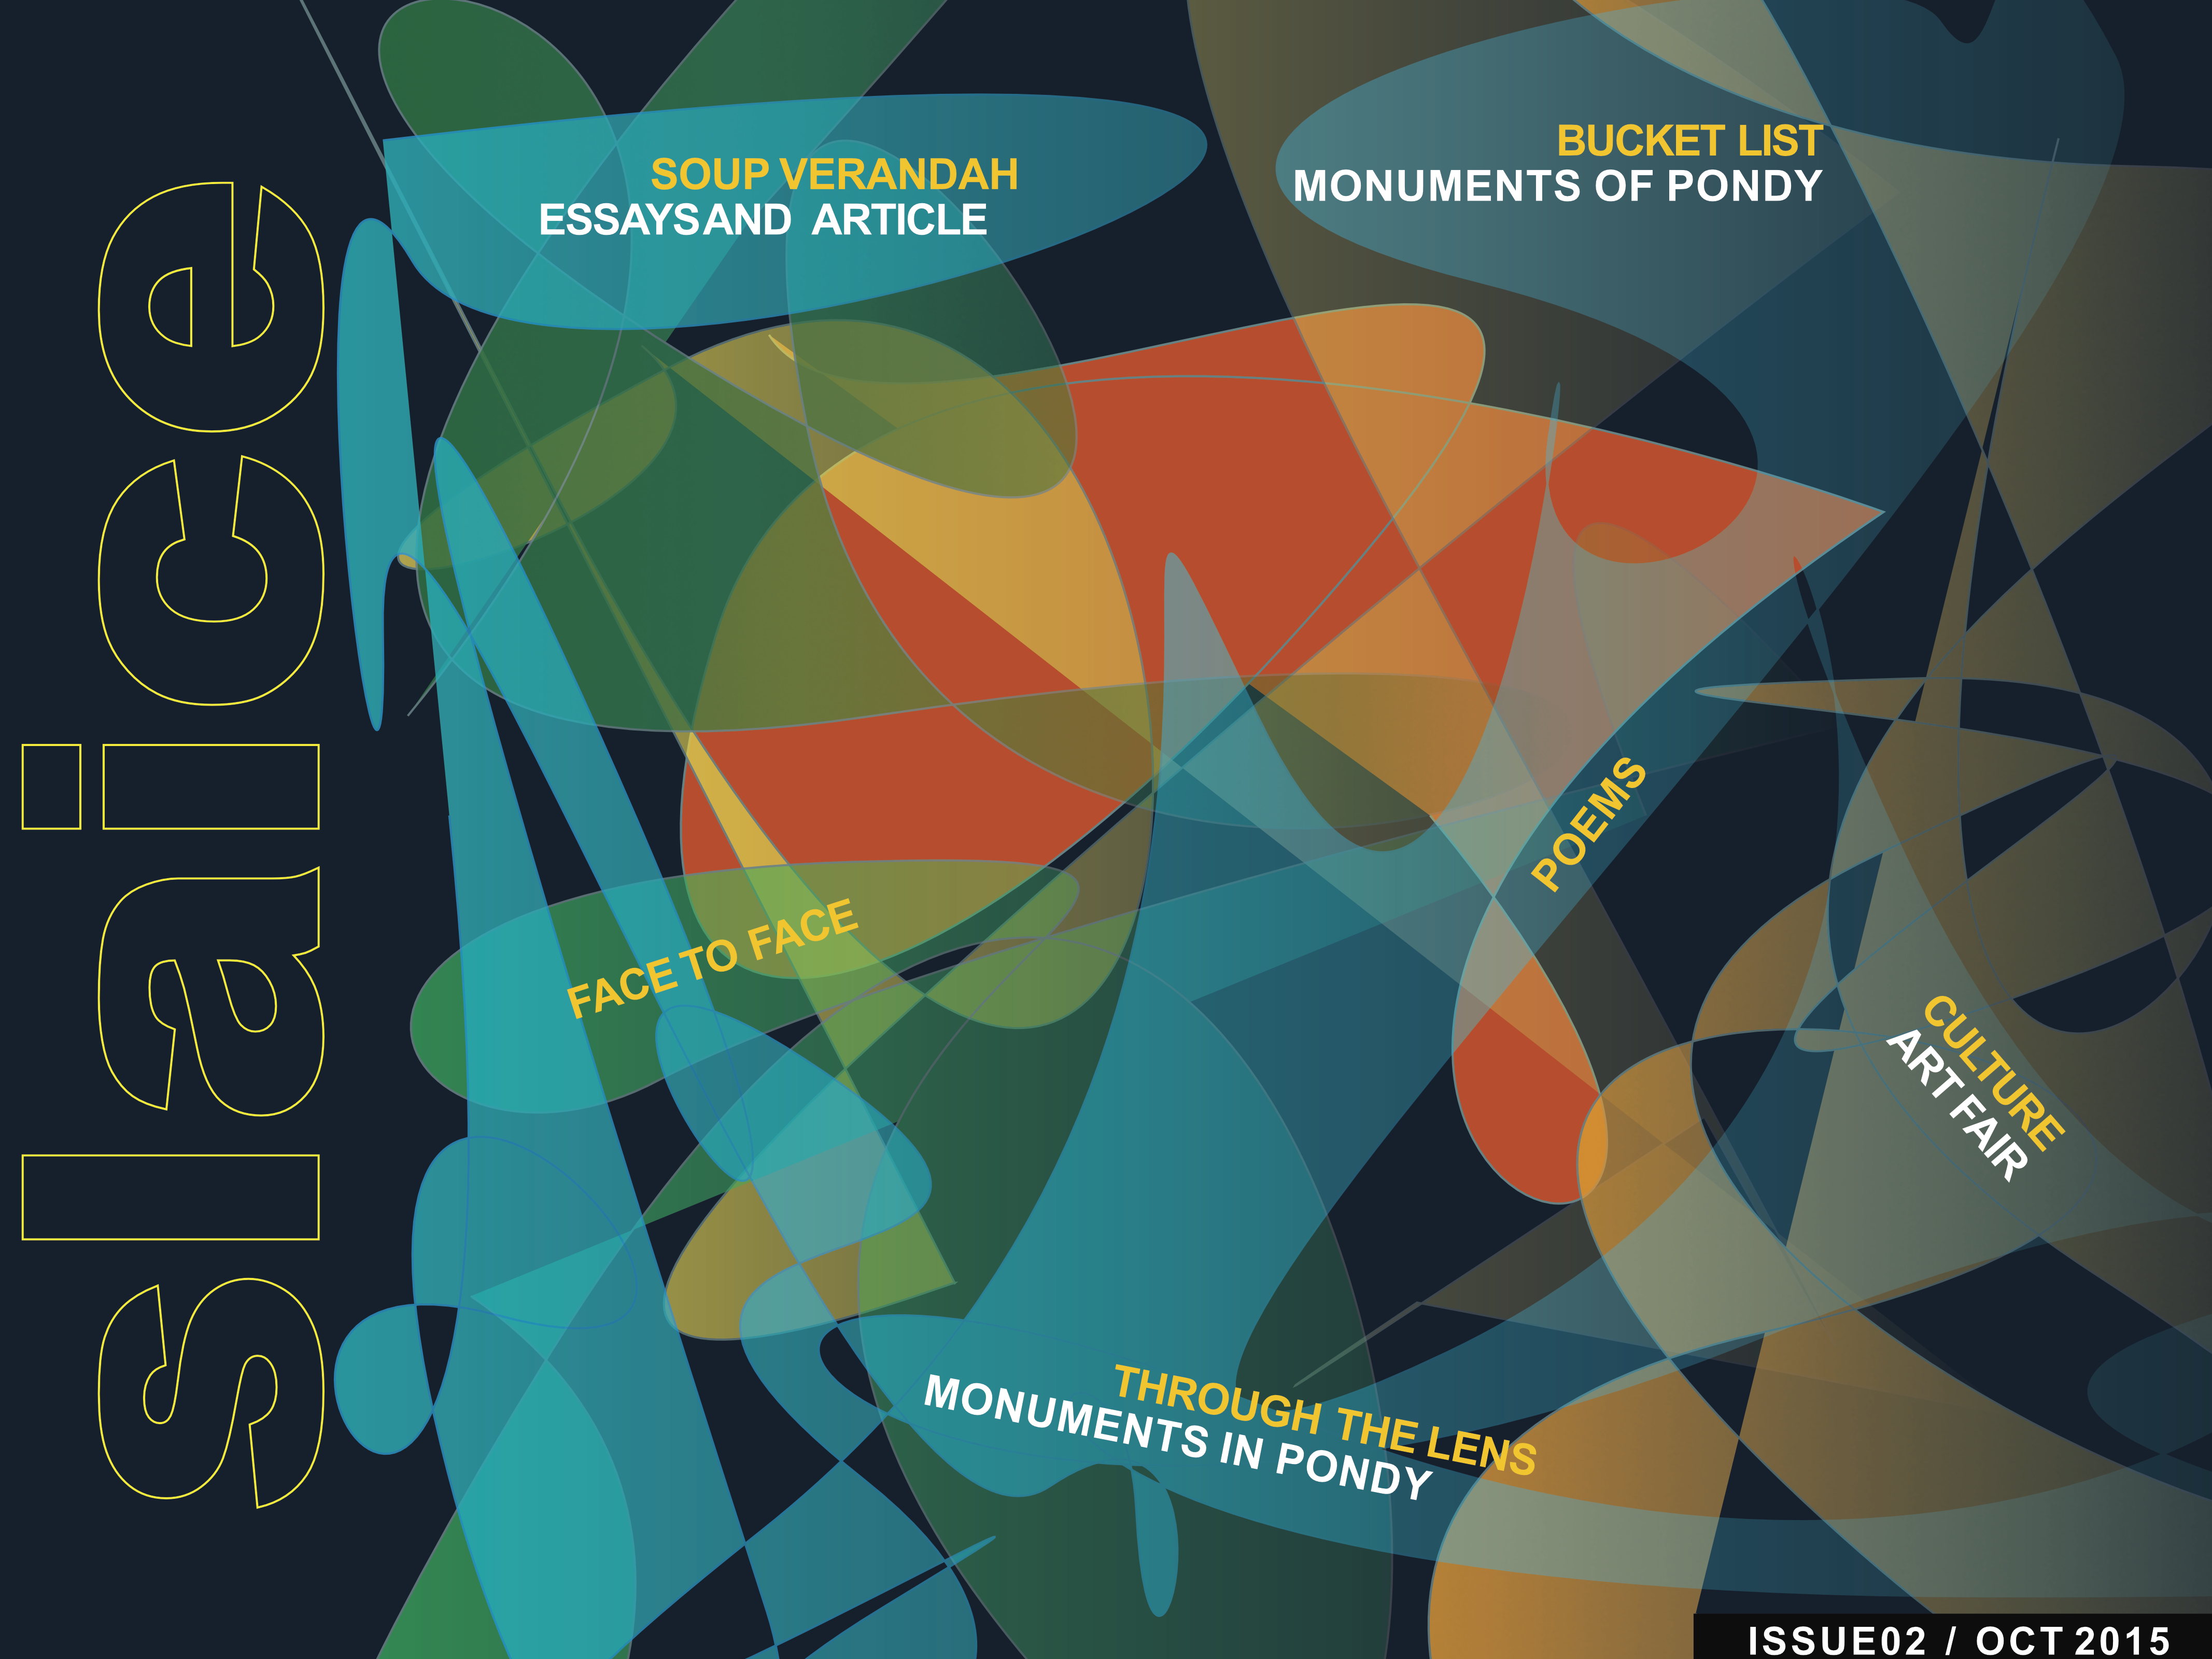 slaice
SOUP VERANDAH
ESSAYSAND ARTICLE
BUCKET LIST
MONUMENTS OF PONDY
POEMS
FACE TO FACE
CULTURE
ART FAIR
THROUGH THE LENS
MONUMENTS IN PONDY
ISSUE02 / OCT 2015